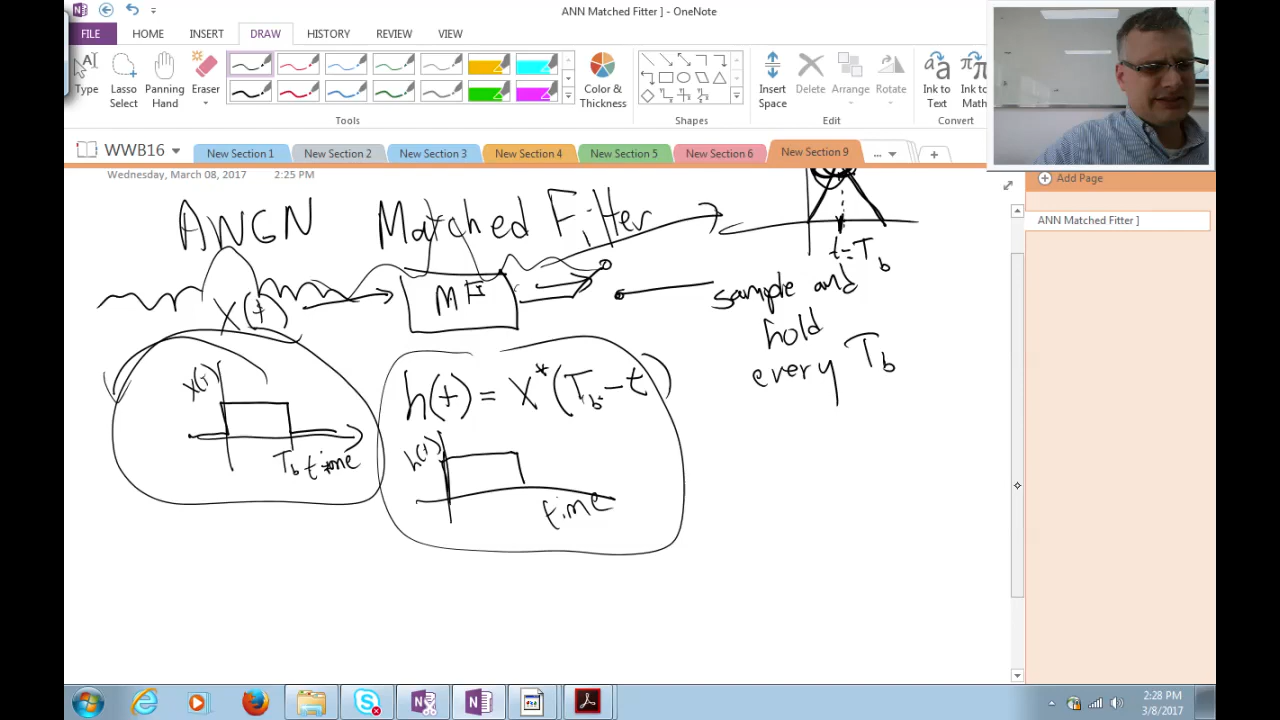 ANN Matched Fitter ] - OneNote
FILE HOME INSERT DRAW HISTORY REVIEW VIEW
Type
Lasso Select
Panning Hand
Eraser
Color & Thickness
Insert Space
Delete
Arrange
Rotate
Ink to Text
Ink to Math
Tools Shapes Edit Convert
WWB16 New Section 1 New Section 2 New Section 3 New Section 4 New Section 5 New Section 6 New Section 9 ...
Add Page
ANN Matched Fitter ]
Wednesday, March 08, 2017 2:25 PM
AWGN Matched Filter
t=Tb
X(t) MF
sample and
hold
every Tb
x(t)
Tb time
h(t) = X*(Tb-t)
h(t)
time
2:28 PM
3/8/2017